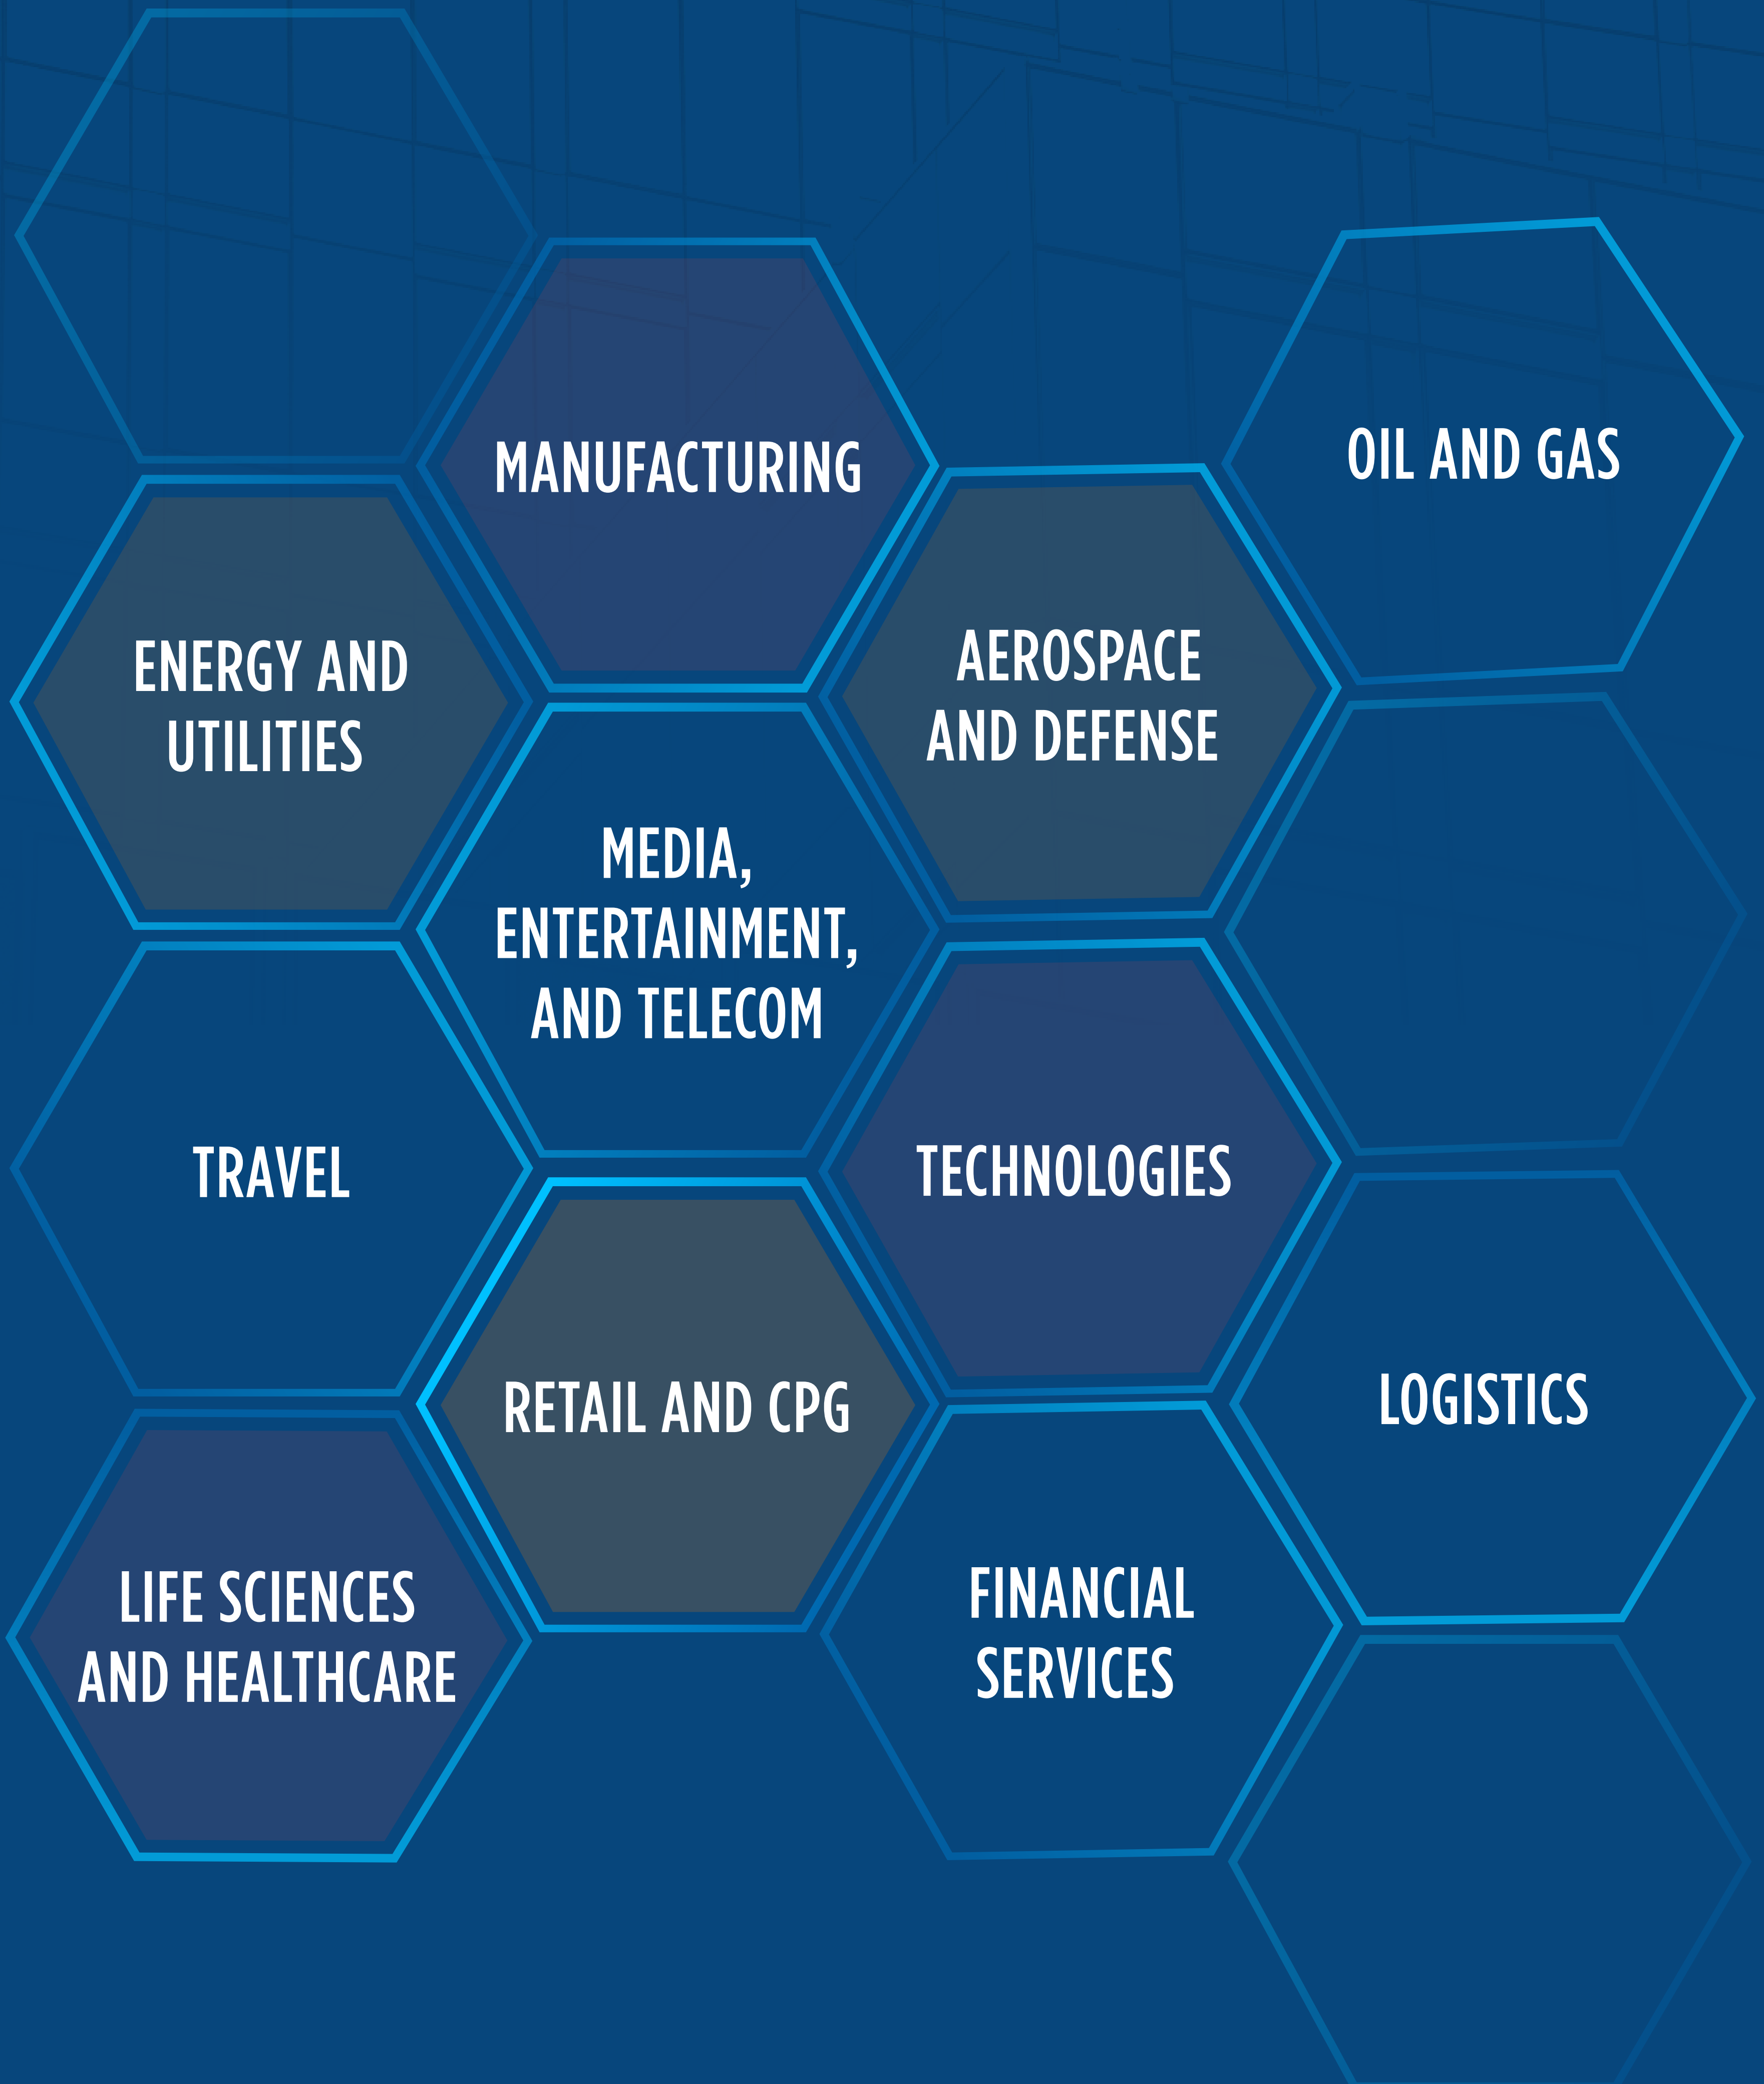 MANUFACTURING
OIL AND GAS
ENERGY AND
UTILITIES
AEROSPACE
AND DEFENSE
MEDIA,
ENTERTAINMENT,
AND TELECOM
TRAVEL
TECHNOLOGIES
RETAIL AND CPG
LOGISTICS
LIFE SCIENCES
AND HEALTHCARE
FINANCIAL
SERVICES